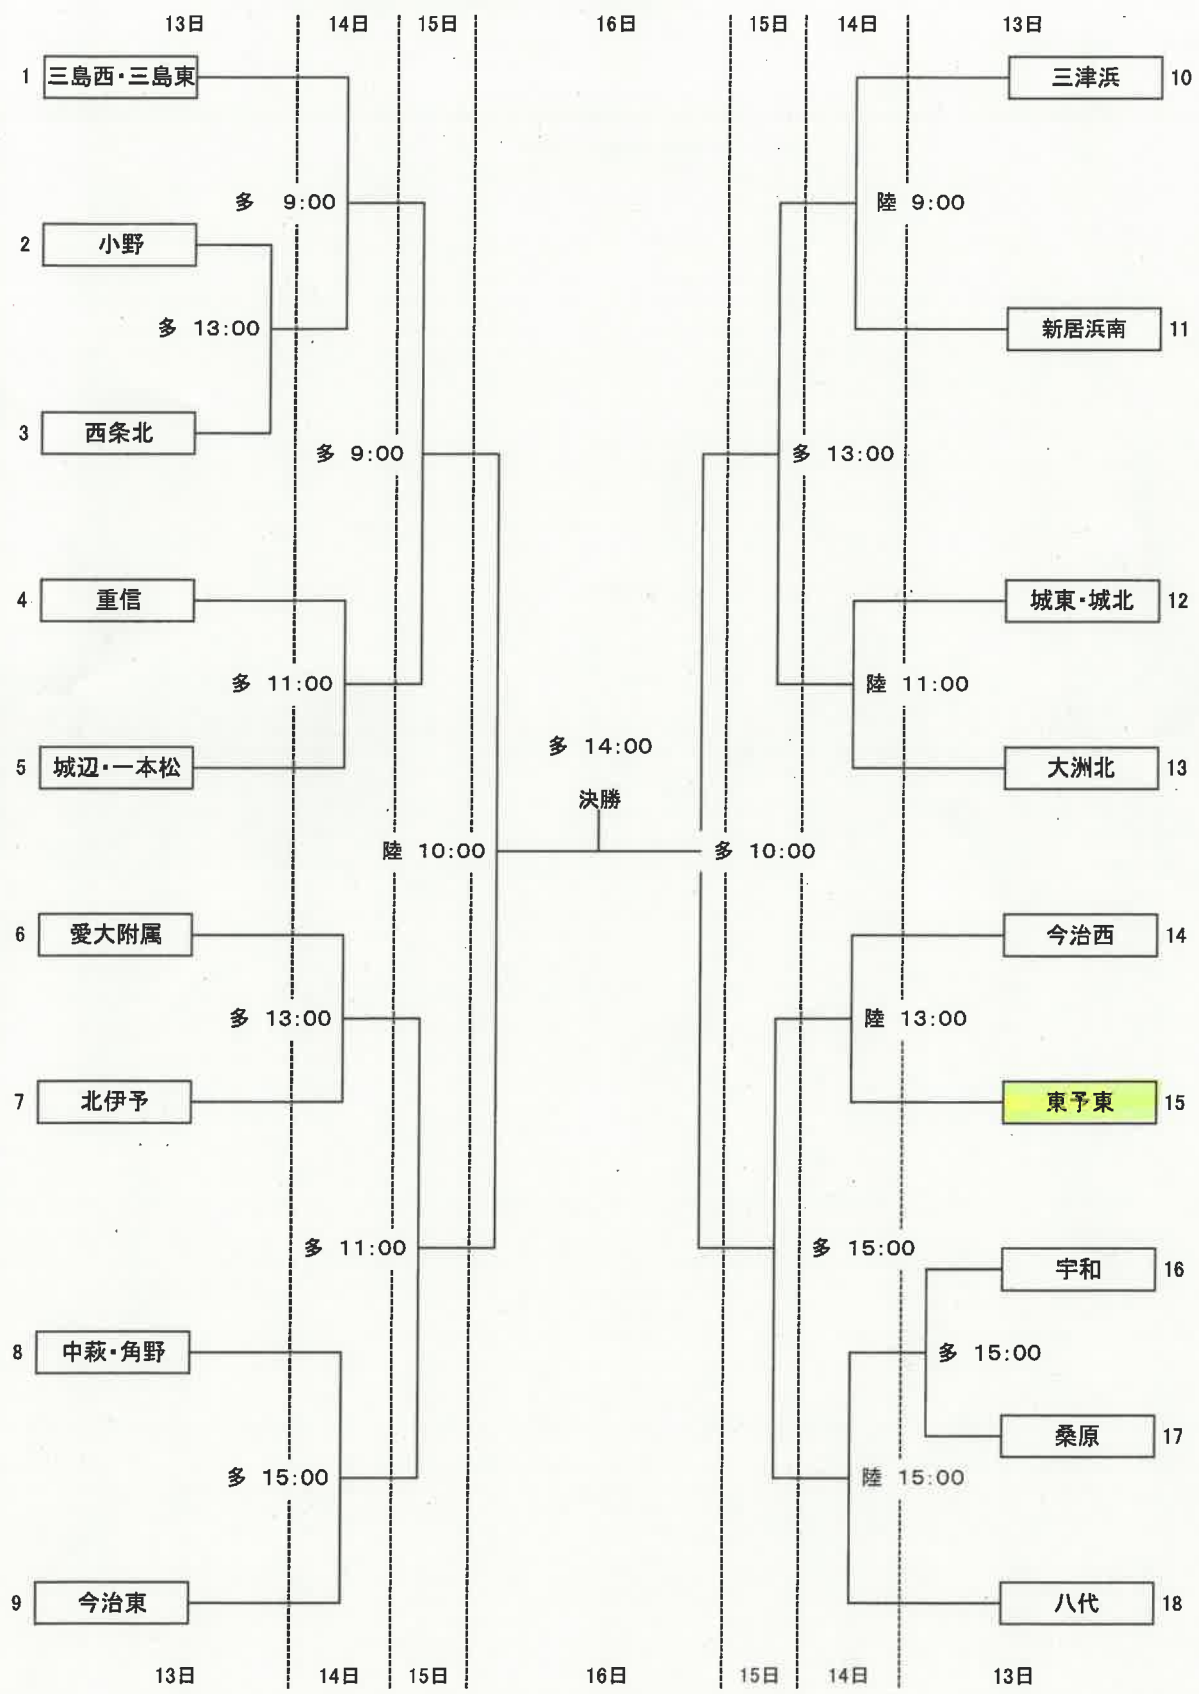 13日 14日 15日 16日 15日 14日 13日
1 三島西・三島東 三津浜 10
多 9:00 陸 9:00
2 小野
多 13:00 新居浜南 11
3 西条北
多 9:00 多 13:00
4 重信 城東・城北 12
多 11:00 陸 11:00
多 14:00
5 城辺・一本松 大洲北 13
決勝
陸 10:00 多 10:00
6 愛大附属 今治西 14
多 13:00 陸 13:00
7 北伊予 東予東 15
多 11:00 多 15:00
宇和 16
8 中萩・角野 多 15:00
桑原 17
多 15:00 陸 15:00
9 今治東 八代 18
13日 14日 15日 16日 15日 14日 13日